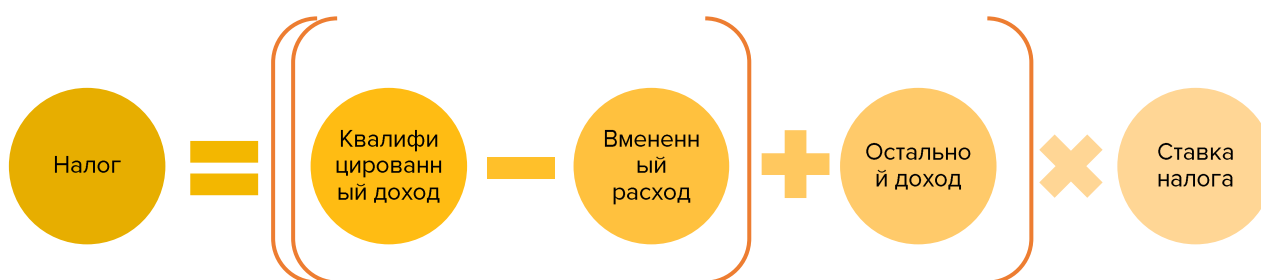 Налог
Квалифи
цированн
ый доход
Вмененн
ый
расход
Остально
й доход
Ставка
налога